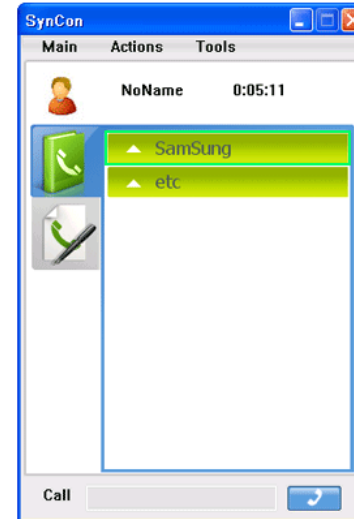 SynCon
Main Actions Tools
NoName 0:05:11
SamSung
etc
Call